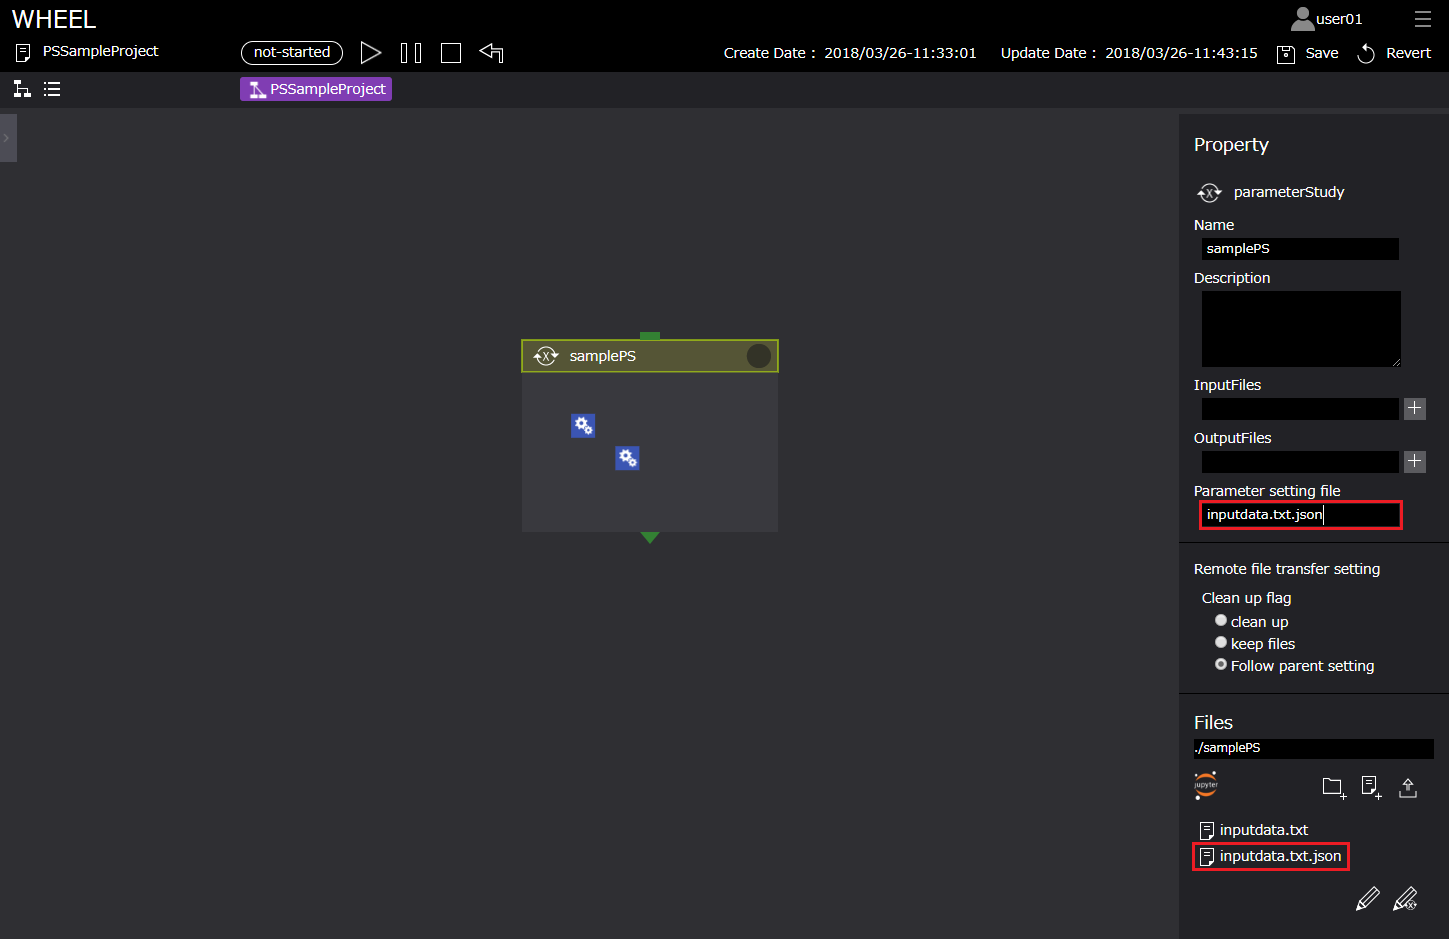 WHEEL
user01
PSSampleProject
not-started
Create Date : 2018/03/26-11:33:01
Update Date : 2018/03/26-11:43:15
Save
Revert
PSSampleProject
samplePS
Property
parameterStudy
Name
samplePS
Description
InputFiles
OutputFiles
Parameter setting file
inputdata.txt.json
Remote file transfer setting
Clean up flag
clean up
keep files
Follow parent setting
Files
./samplePS
jupyter
inputdata.txt
inputdata.txt.json